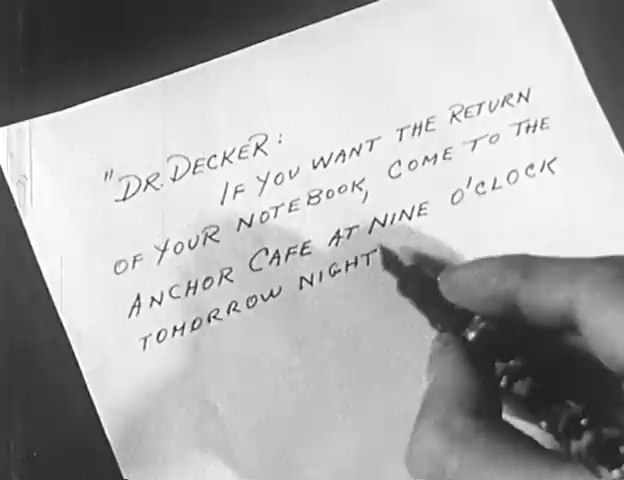 "DR. DECKER:
IF YOU WANT THE RETURN
OF YOUR NOTEBOOK, COME TO THE
ANCHOR CAFE AT NINE O'CLOCK
TOMORROW NIGHT